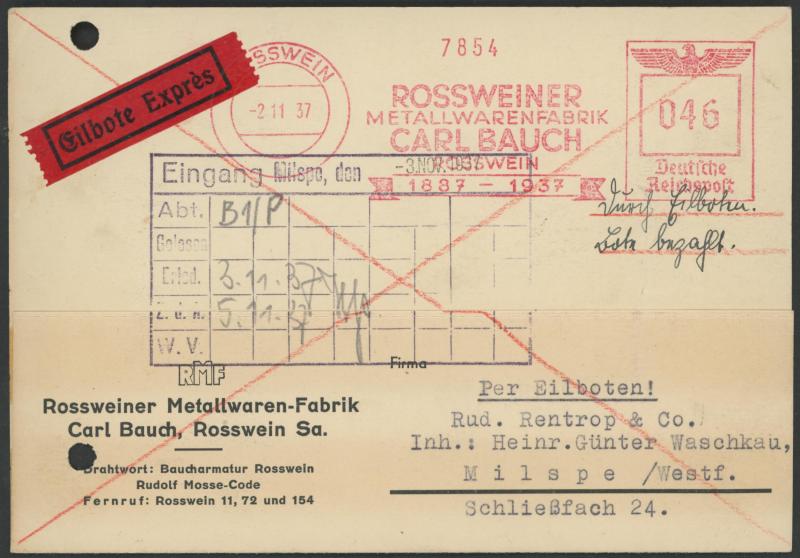 Eilbote Exprès
ROSSWEIN
-2 11 37
7854
ROSSWEINER
METALLWARENFABRIK
CARL BAUCH
ROSSWEIN
1887 - 1937
046
Deutsche
Reichspost
Durch Eilboten.
Bote bezahlt.
Eingang Milspe, den -3.NOV.1937
Abt. B1/P
Gelesen
Erled. 3.11.37
Z. d. A. 5.11.37
W. V.
Firma
RMF
Rossweiner Metallwaren-Fabrik
Carl Bauch, Rosswein Sa.
Drahtwort: Baucharmatur Rosswein
Rudolf Mosse-Code
Fernruf: Rosswein 11, 72 und 154
Per Eilboten!
Rud. Rentrop & Co.
Inh.: Heinr.Günter Waschkau,
Milspe /Westf.
Schließfach 24.